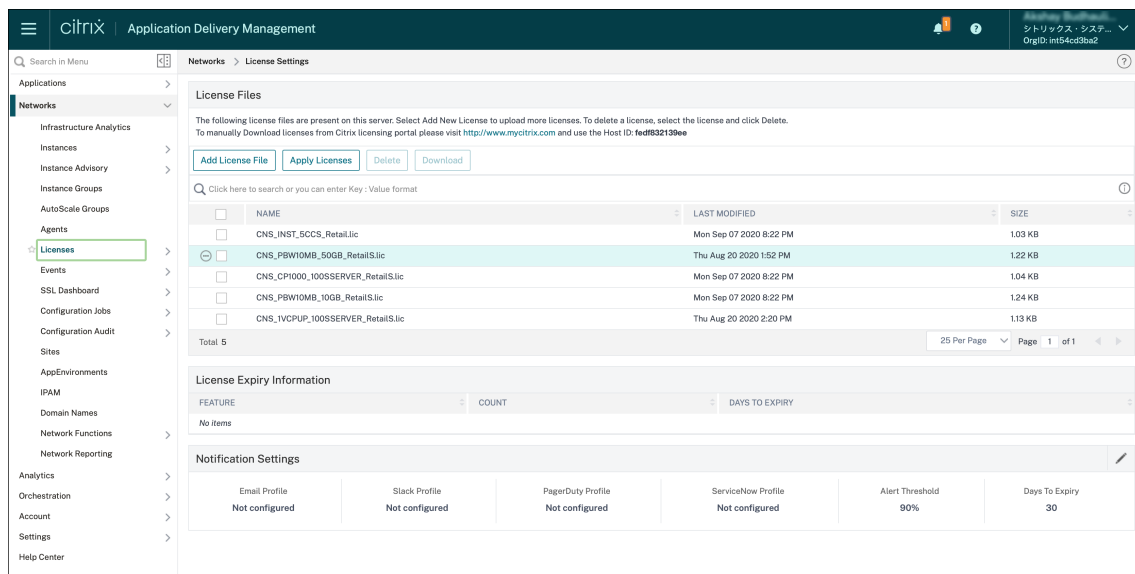 citrix | Application Delivery Management
1
シトリックス・システ...
OrgID: int54cd3ba2
Search in Menu
Networks > License Settings
Applications
Networks
Infrastructure Analytics
Instances
Instance Advisory
Instance Groups
AutoScale Groups
Agents
Licenses
Events
SSL Dashboard
Configuration Jobs
Configuration Audit
Sites
AppEnvironments
IPAM
Domain Names
Network Functions
Network Reporting
Analytics
Orchestration
Account
Settings
Help Center
License Files
The following license files are present on this server. Select Add New License to upload more licenses. To delete a license, select the license and click Delete.
To manually Download licenses from Citrix licensing portal please visit http://www.mycitrix.com and use the Host ID: fedf832139ee
Add License File Apply Licenses Delete Download
Click here to search or you can enter Key : Value format
NAME LAST MODIFIED SIZE
CNS_INST_5CCS_Retail.lic Mon Sep 07 2020 8:22 PM 1.03 KB
CNS_PBW10MB_50GB_RetailS.lic Thu Aug 20 2020 1:52 PM 1.22 KB
CNS_CP1000_100SSERVER_RetailS.lic Mon Sep 07 2020 8:22 PM 1.04 KB
CNS_PBW10MB_10GB_RetailS.lic Mon Sep 07 2020 8:22 PM 1.24 KB
CNS_1VCPUP_100SSERVER_RetailS.lic Thu Aug 20 2020 2:20 PM 1.13 KB
Total 5 25 Per Page Page 1 of 1
License Expiry Information
FEATURE COUNT DAYS TO EXPIRY
No items
Notification Settings
Email Profile Slack Profile PagerDuty Profile ServiceNow Profile Alert Threshold Days To Expiry
Not configured Not configured Not configured Not configured 90% 30